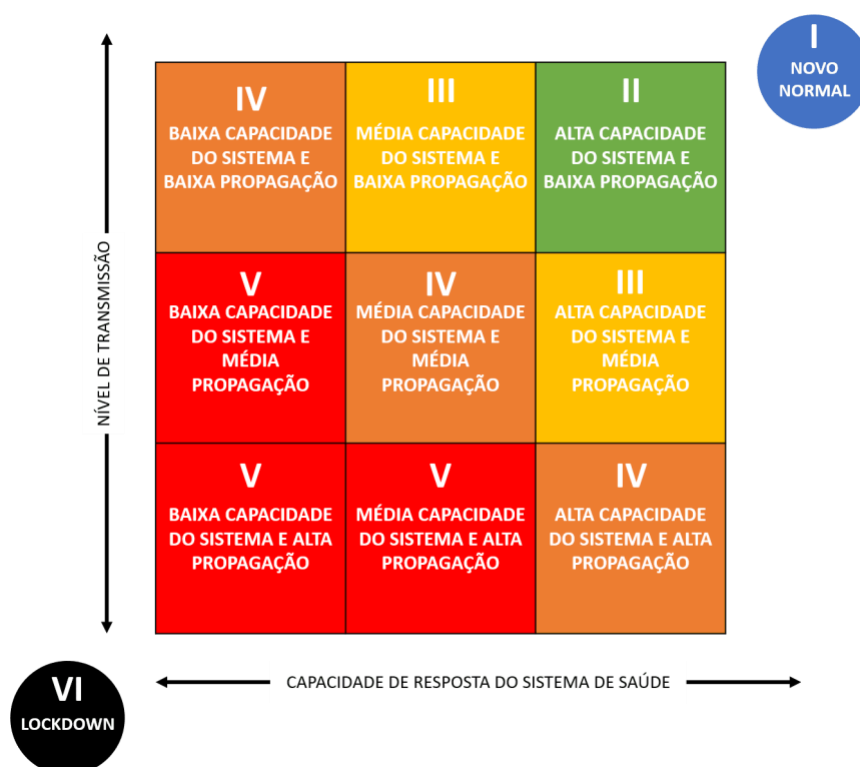 I
NOVO
NORMAL
IV
BAIXA CAPACIDADE
DO SISTEMA E
BAIXA PROPAGAÇÃO
III
MÉDIA CAPACIDADE
DO SISTEMA E
BAIXA PROPAGAÇÃO
II
ALTA CAPACIDADE
DO SISTEMA E
BAIXA PROPAGAÇÃO
NÍVEL DE TRANSMISSÃO
V
BAIXA CAPACIDADE
DO SISTEMA E
MÉDIA
PROPAGAÇÃO
IV
MÉDIA CAPACIDADE
DO SISTEMA E
MÉDIA
PROPAGAÇÃO
III
ALTA CAPACIDADE
DO SISTEMA E
MÉDIA
PROPAGAÇÃO
V
BAIXA CAPACIDADE
DO SISTEMA E ALTA
PROPAGAÇÃO
V
MÉDIA CAPACIDADE
DO SISTEMA E ALTA
PROPAGAÇÃO
IV
ALTA CAPACIDADE
DO SISTEMA E ALTA
PROPAGAÇÃO
VI
LOCKDOWN
CAPACIDADE DE RESPOSTA DO SISTEMA DE SAÚDE